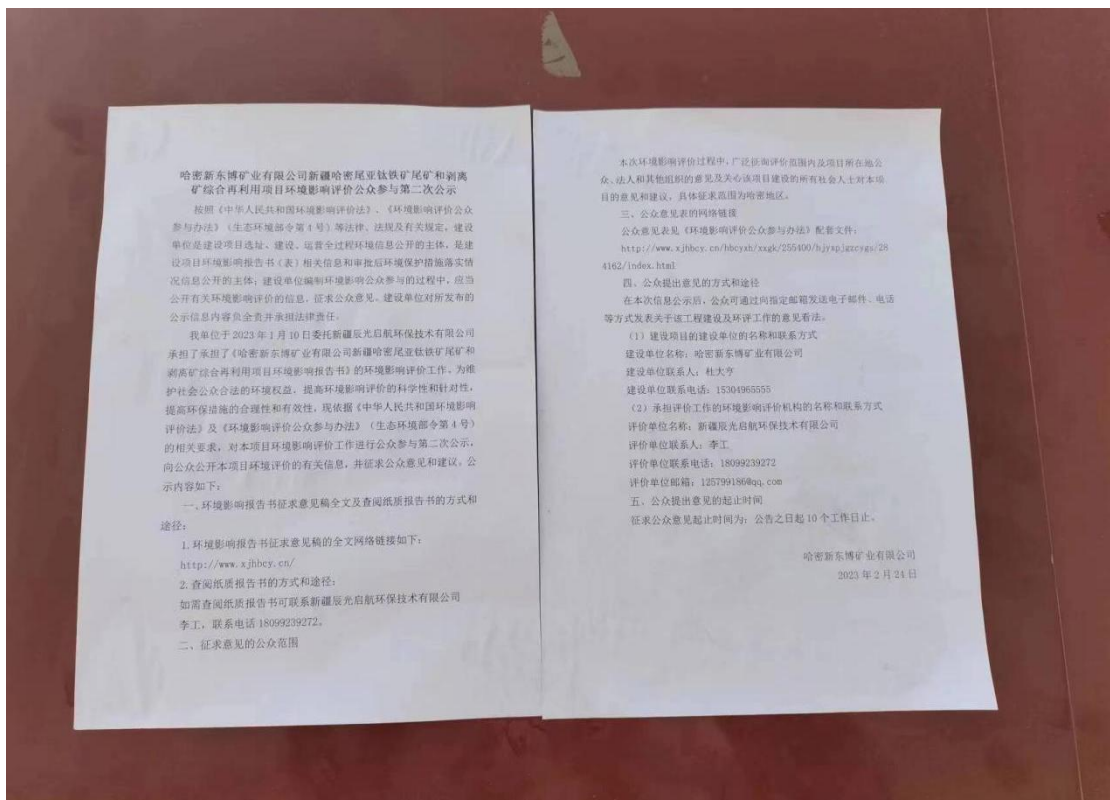 哈密新东博矿业有限公司新疆哈密尾亚钛铁矿尾矿和剥离
矿综合再利用项目环境影响评价公众参与第二次公示
按照《中华人民共和国环境影响评价法》、《环境影响评价公众
参与办法》（生态环境部令第4号）等法律、法规及有关规定，建设
单位是建设项目选址、建设、运营全过程环境信息公开的主体，是建
设项目环境影响报告书（表）相关信息和审批后环境保护措施落实情
况信息公开的主体；建设单位编制环境影响公众参与的过程中，应当
公开有关环境影响评价的信息，征求公众意见，建设单位对所发布的
公示信息内容负全责并承担法律责任。
我单位于2023年1月10日委托新疆辰光启航环保技术有限公司
承担了承担了《哈密新东博矿业有限公司新疆哈密尾亚钛铁矿尾矿和
剥离矿综合再利用项目环境影响报告书》的环境影响评价工作，为维
护社会公众合法的环境权益，提高环境影响评价的科学性和针对性，
提高环保措施的合理性和有效性，现依据《中华人民共和国环境影响
评价法》及《环境影响评价公众参与办法》（生态环境部令第4号）
的相关要求，对本项目环境影响评价工作进行公众参与第二次公示，
向公众公开本项目环境评价的有关信息，并征求公众意见和建议。公
示内容如下：
一、环境影响报告书征求意见稿全文及查阅纸质报告书的方式和
途径：
1.环境影响报告书征求意见稿的全文网络链接如下：
http://www.xjhbcy.cn/
2.查阅纸质报告书的方式和途径：
如需查阅纸质报告书可联系新疆辰光启航环保技术有限公司
李工，联系电话18099239272。
二、征求意见的公众范围
本次环境影响评价过程中，广泛征询评价范围内及项目所在地公
众、法人和其他组织的意见及关心该项目建设的所有社会人士对本项
目的意见和建议，具体征求范围为哈密地区。
三、公众意见表的网络链接
公众意见表见《环境影响评价公众参与办法》配套文件：
http://www.xjhbcy.cn/hbcyxh/xxgk/255400/hjyxpjgzcygs/28
4162/index.html
四、公众提出意见的方式和途径
在本次信息公示后，公众可通过向指定邮箱发送电子邮件、电话
等方式发表关于该工程建设及环评工作的意见看法。
（1）建设项目的建设单位的名称和联系方式
建设单位名称：哈密新东博矿业有限公司
建设单位联系人：杜大亨
建设单位联系电话：15304965555
（2）承担评价工作的环境影响评价机构的名称和联系方式
评价单位名称：新疆辰光启航环保技术有限公司
评价单位联系人：李工
评价单位联系电话：18099239272
评价单位邮箱：125799186@qq.com
五、公众提出意见的起止时间
征求公众意见起止时间为：公告之日起10个工作日止。
哈密新东博矿业有限公司
2023年2月24日